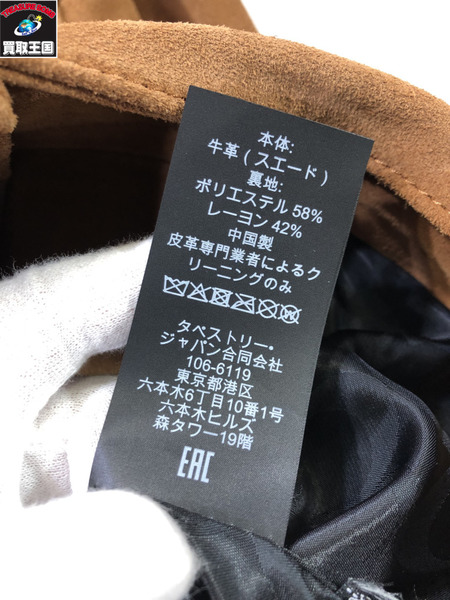 TREASURE MARKET
買取王国
本体:
牛革(スエード)
裏地:
ポリエステル 58%
レーヨン 42%
中国製
皮革専門業者によるク
リーニングのみ
タペストリー・
ジャパン合同会社
106-6119
東京都港区
六本木6丁目10番1号
六本木ヒルズ
森タワー19階
EAC